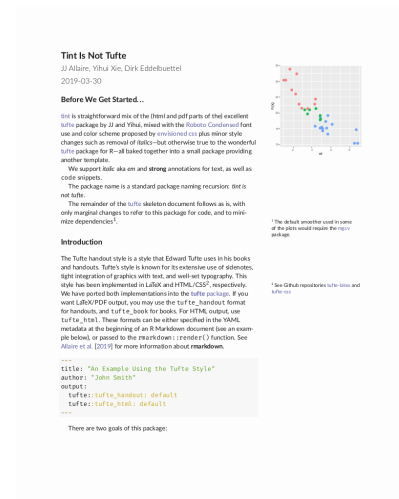 Tint Is Not Tufte
JJ Allaire, Yihui Xie, Dirk Eddelbuettel
2019-03-30
Before We Get Started...
tint is straightforward mix of the (html and pdf parts of the) excellent
tufte package by JJ and Yihui, mixed with the Roboto Condensed font
use and color scheme proposed by envisioned css plus minor style
changes such as removal of italics—but otherwise true to the wonderful
tufte package for R—all baked together into a small package providing
another template.
We support italic aka em and strong annotations for text, as well as
code snippets.
The package name is a standard package naming recursion: tint is
not tufte.
The remainder of the tufte skeleton document follows as is, with
only marginal changes to refer to this package for code, and to mini-
mize dependencies1.
mpg
wt
1 The default smoother used in some
of the plots would require the mgcv
package.
Introduction
The Tufte handout style is a style that Edward Tufte uses in his books
and handouts. Tufte's style is known for its extensive use of sidenotes,
tight integration of graphics with text, and well-set typography. This
style has been implemented in LaTeX and HTML/CSS2, respectively.
We have ported both implementations into the tufte package. If you
want LaTeX/PDF output, you may use the tufte_handout format
for handouts, and tufte_book for books. For HTML output, use
tufte_html. These formats can be either specified in the YAML
metadata at the beginning of an R Markdown document (see an exam-
ple below), or passed to the rmarkdown::render() function. See
Allaire et al. [2019] for more information about rmarkdown.
2 See Github repositories tufte-latex and
tufte-css
---
title: "An Example Using the Tufte Style"
author: "John Smith"
output:
tufte::tufte_handout: default
tufte::tufte_html: default
---
There are two goals of this package: